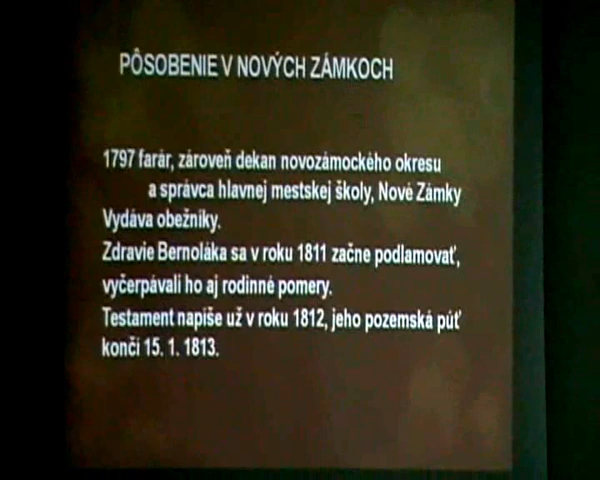 PÔSOBENIE V NOVÝCH ZÁMKOCH
1797 farár, zároveň dekan novozámockého okresu
a správca hlavnej mestskej školy, Nové Zámky
Vydáva obežníky.
Zdravie Bernoláka sa v roku 1811 začne podlamovať,
vyčerpávali ho aj rodinné pomery.
Testament napíše už v roku 1812, jeho pozemská púť
končí 15. 1. 1813.